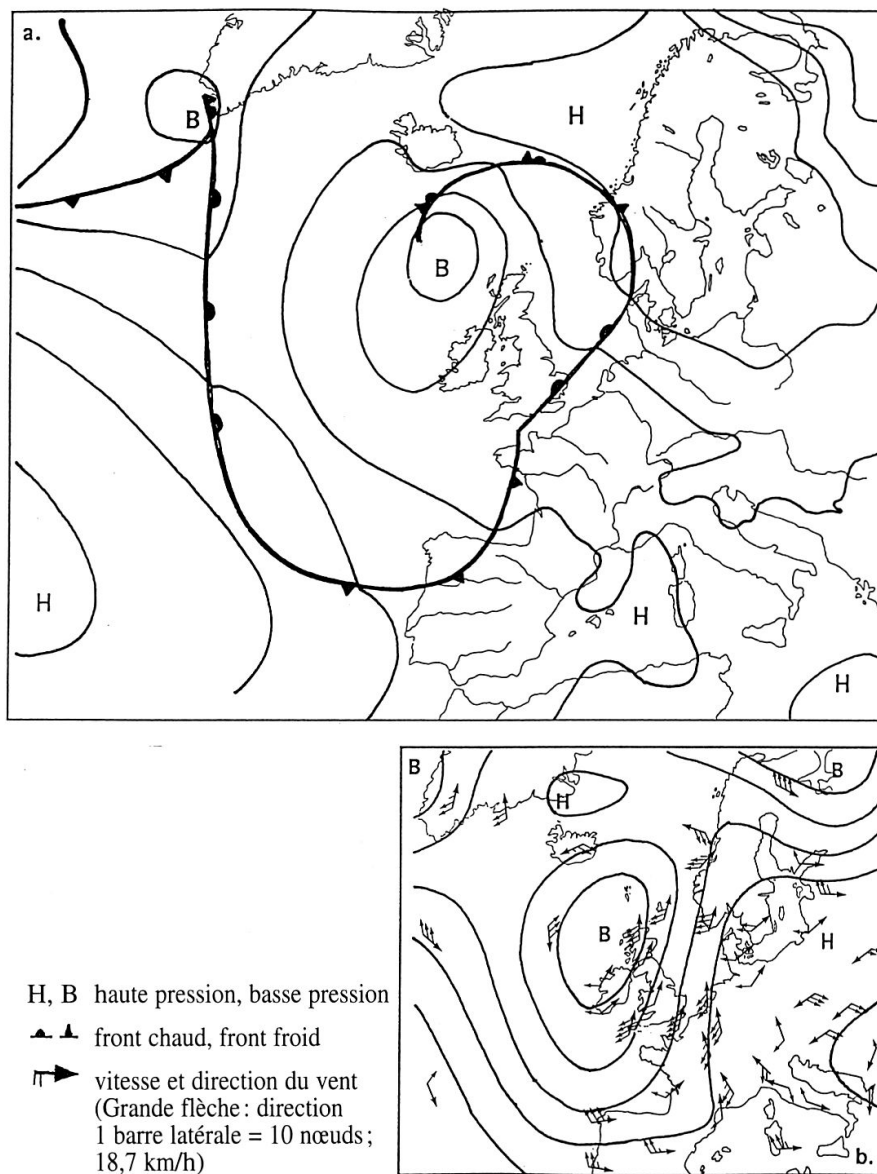 a.
B
H
B
H
H
H
B
B
H
B
H
b.
H, B haute pression, basse pression
front chaud, front froid
vitesse et direction du vent
(Grande flèche : direction
1 barre latérale = 10 nœuds ;
18,7 km/h)